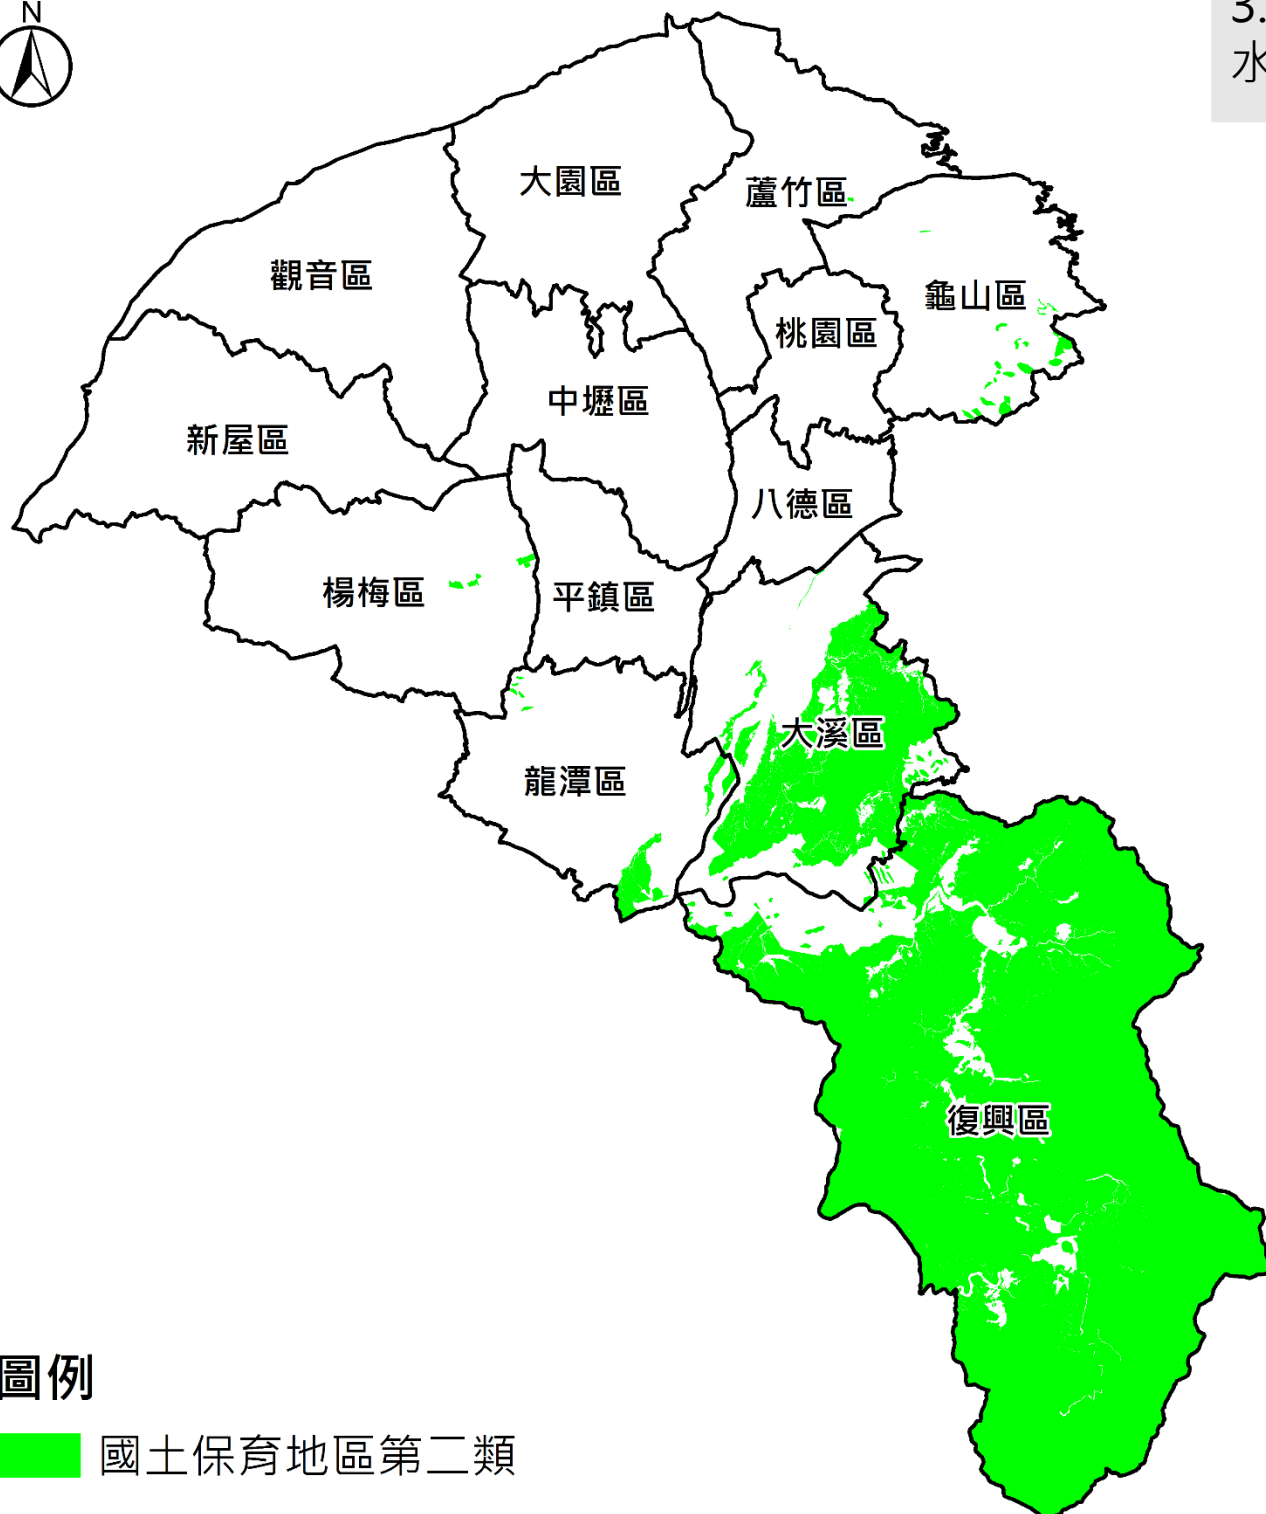 N
3.
水
大園區
蘆竹區
觀音區
龜山區
桃園區
中壢區
新屋區
八德區
楊梅區
平鎮區
大溪區
龍潭區
復興區
圖例
國土保育地區第二類